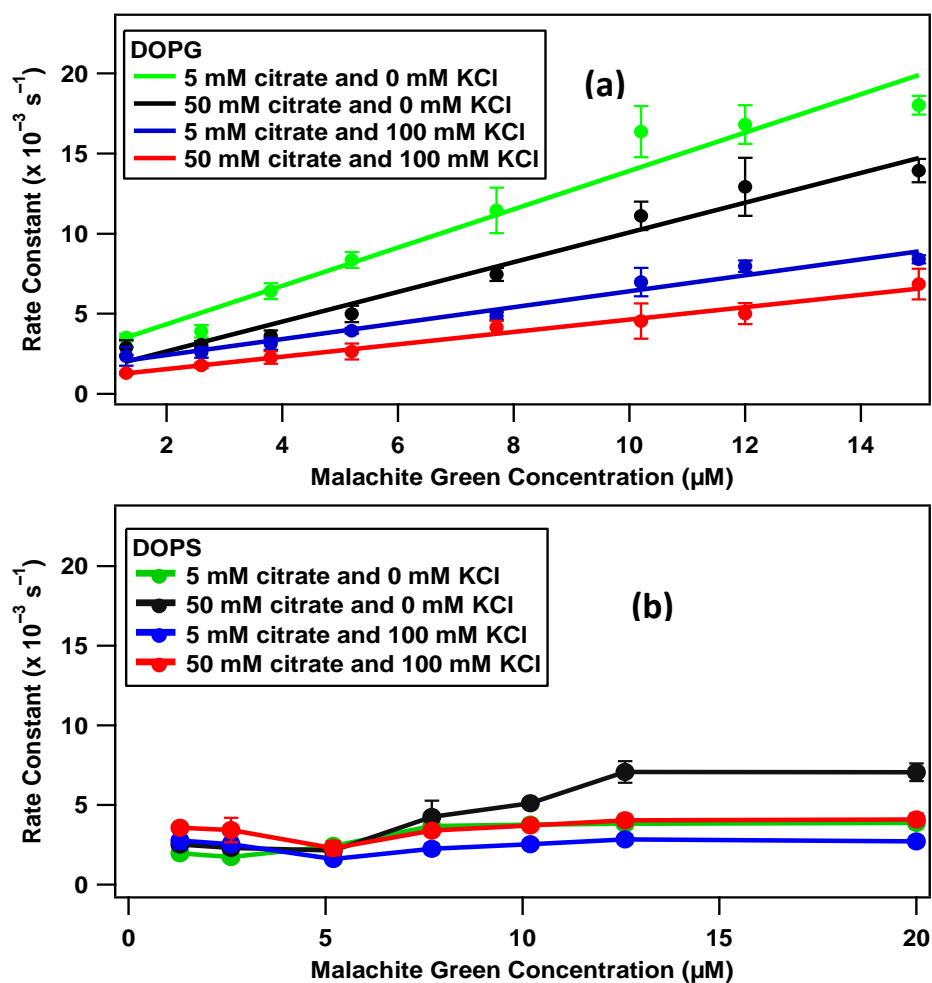 DOPG
5 mM citrate and 0 mM KCl
50 mM citrate and 0 mM KCl
5 mM citrate and 100 mM KCl
50 mM citrate and 100 mM KCl
(a)
Rate Constant (x 10⁻³ s⁻¹)
20
15
10
5
0
2 4 6 8 10 12 14
Malachite Green Concentration (µM)
DOPS
5 mM citrate and 0 mM KCl
50 mM citrate and 0 mM KCl
5 mM citrate and 100 mM KCl
50 mM citrate and 100 mM KCl
(b)
Rate Constant (x 10⁻³ s⁻¹)
20
15
10
5
0
0 5 10 15 20
Malachite Green Concentration (µM)